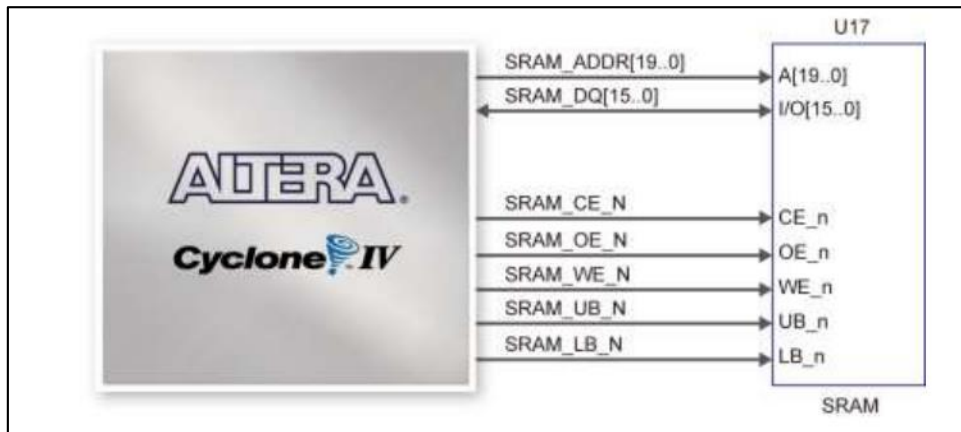 U17
SRAM_ADDR[19..0]
A[19..0]
SRAM_DQ[15..0]
I/O[15..0]
ALTERA.
Cyclone IV
SRAM_CE_N
CE_n
SRAM_OE_N
OE_n
SRAM_WE_N
WE_n
SRAM_UB_N
UB_n
SRAM_LB_N
LB_n
SRAM